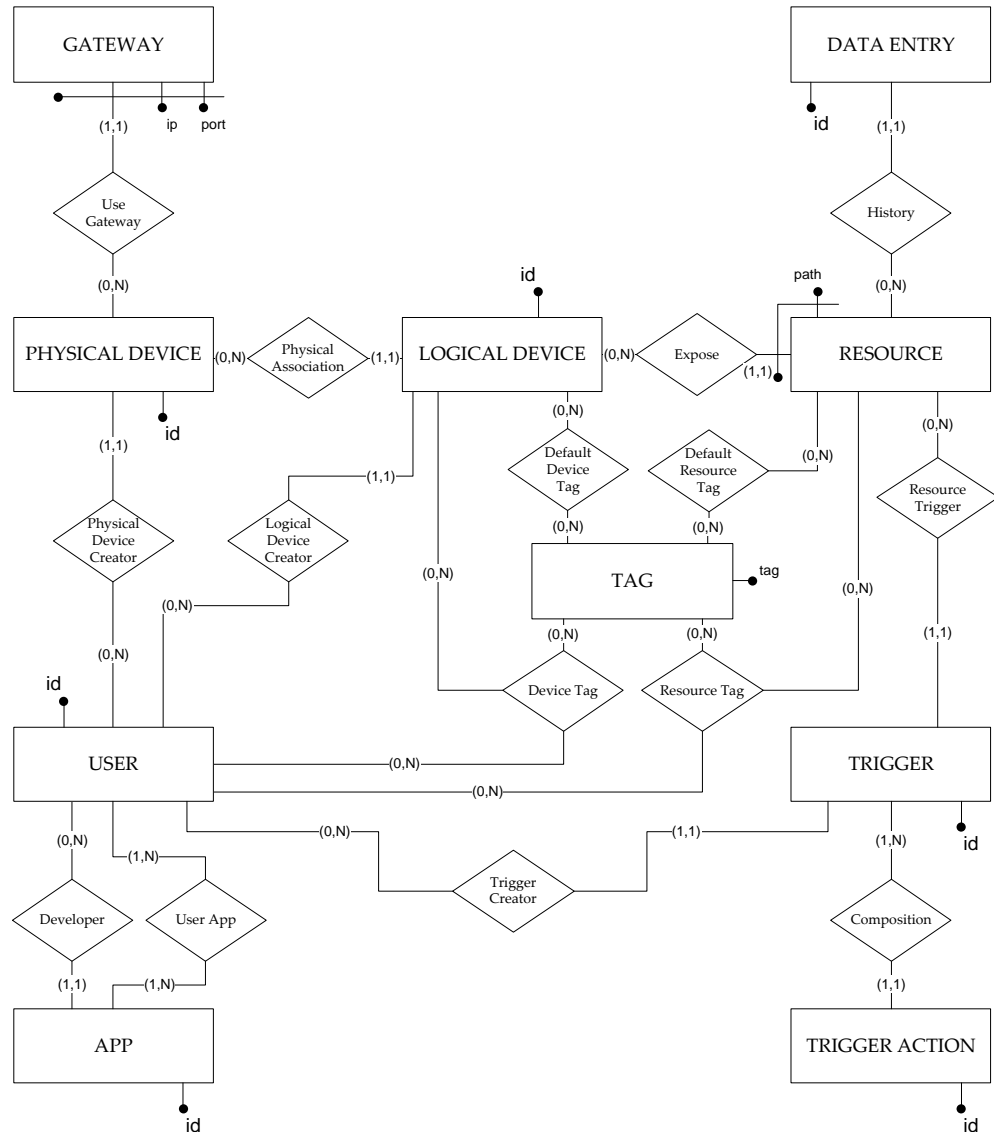 GATEWAY
DATA ENTRY
ip
port
id
(1,1)
(1,1)
Use
Gateway
History
(0,N)
id
path
(0,N)
PHYSICAL DEVICE
(0,N)
Physical
Association
(1,1)
LOGICAL DEVICE
(0,N)
Expose
(1,1)
RESOURCE
id
(1,1)
(0,N)
(0,N)
(0,N)
(0,N)
Default
Device
Tag
Default
Resource
Tag
(1,1)
Resource
Trigger
Physical
Device
Creator
Logical
Device
Creator
(0,N)
(0,N)
(0,N)
TAG
tag
(0,N)
(0,N)
(0,N)
(0,N)
(0,N)
(1,1)
(0,N)
id
Device Tag
Resource Tag
USER
(0,N)
(0,N)
TRIGGER
(0,N)
(1,N)
(0,N)
(1,1)
(1,N)
id
Developer
User App
Trigger
Creator
Composition
(1,1)
(1,N)
(1,1)
APP
TRIGGER ACTION
id
id